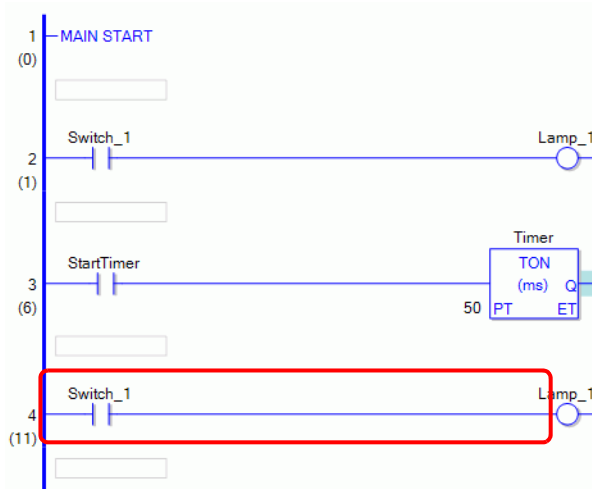 1 MAIN START
(0)
Switch_1 Lamp_1
2
(1)
Timer
StartTimer TON
3 (ms) Q
(6) 50 PT ET
Switch_1 Lamp_1
4
(11)